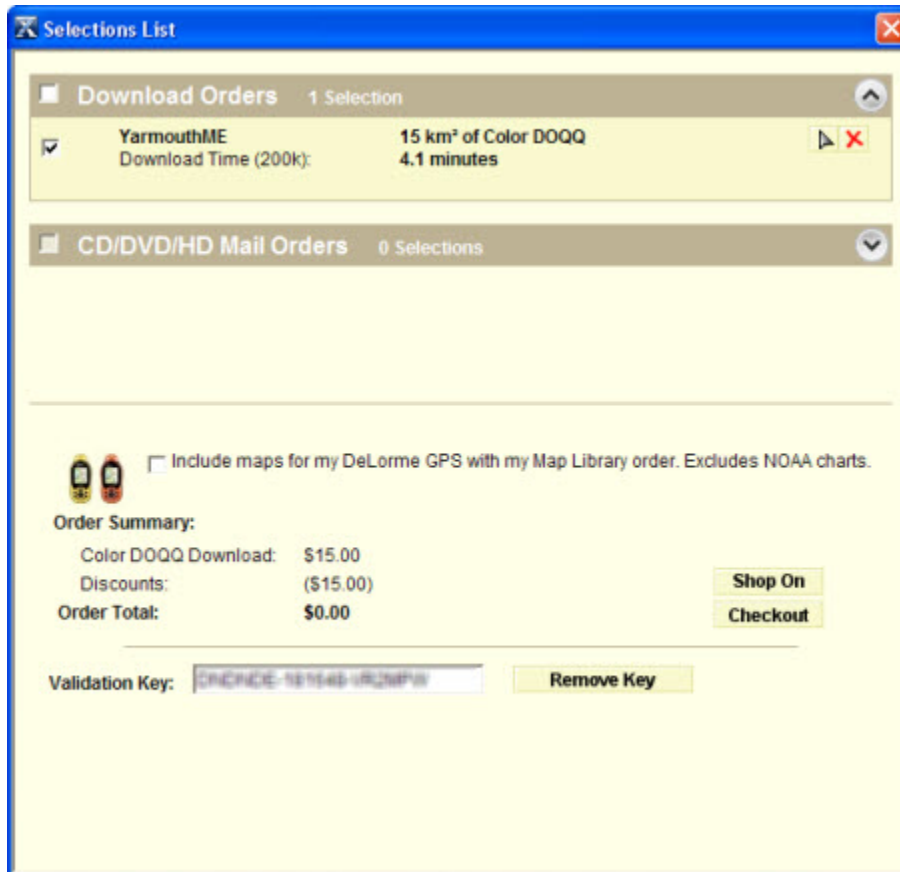 Selections List
Download Orders 1 Selection
YarmouthME 15 km² of Color DOQQ
Download Time (200k): 4.1 minutes
CD/DVD/HD Mail Orders 0 Selections
Include maps for my DeLorme GPS with my Map Library order. Excludes NOAA charts.
Order Summary:
Color DOQQ Download: $15.00
Discounts: ($15.00)
Shop On
Order Total: $0.00
Checkout
Validation Key:
Remove Key